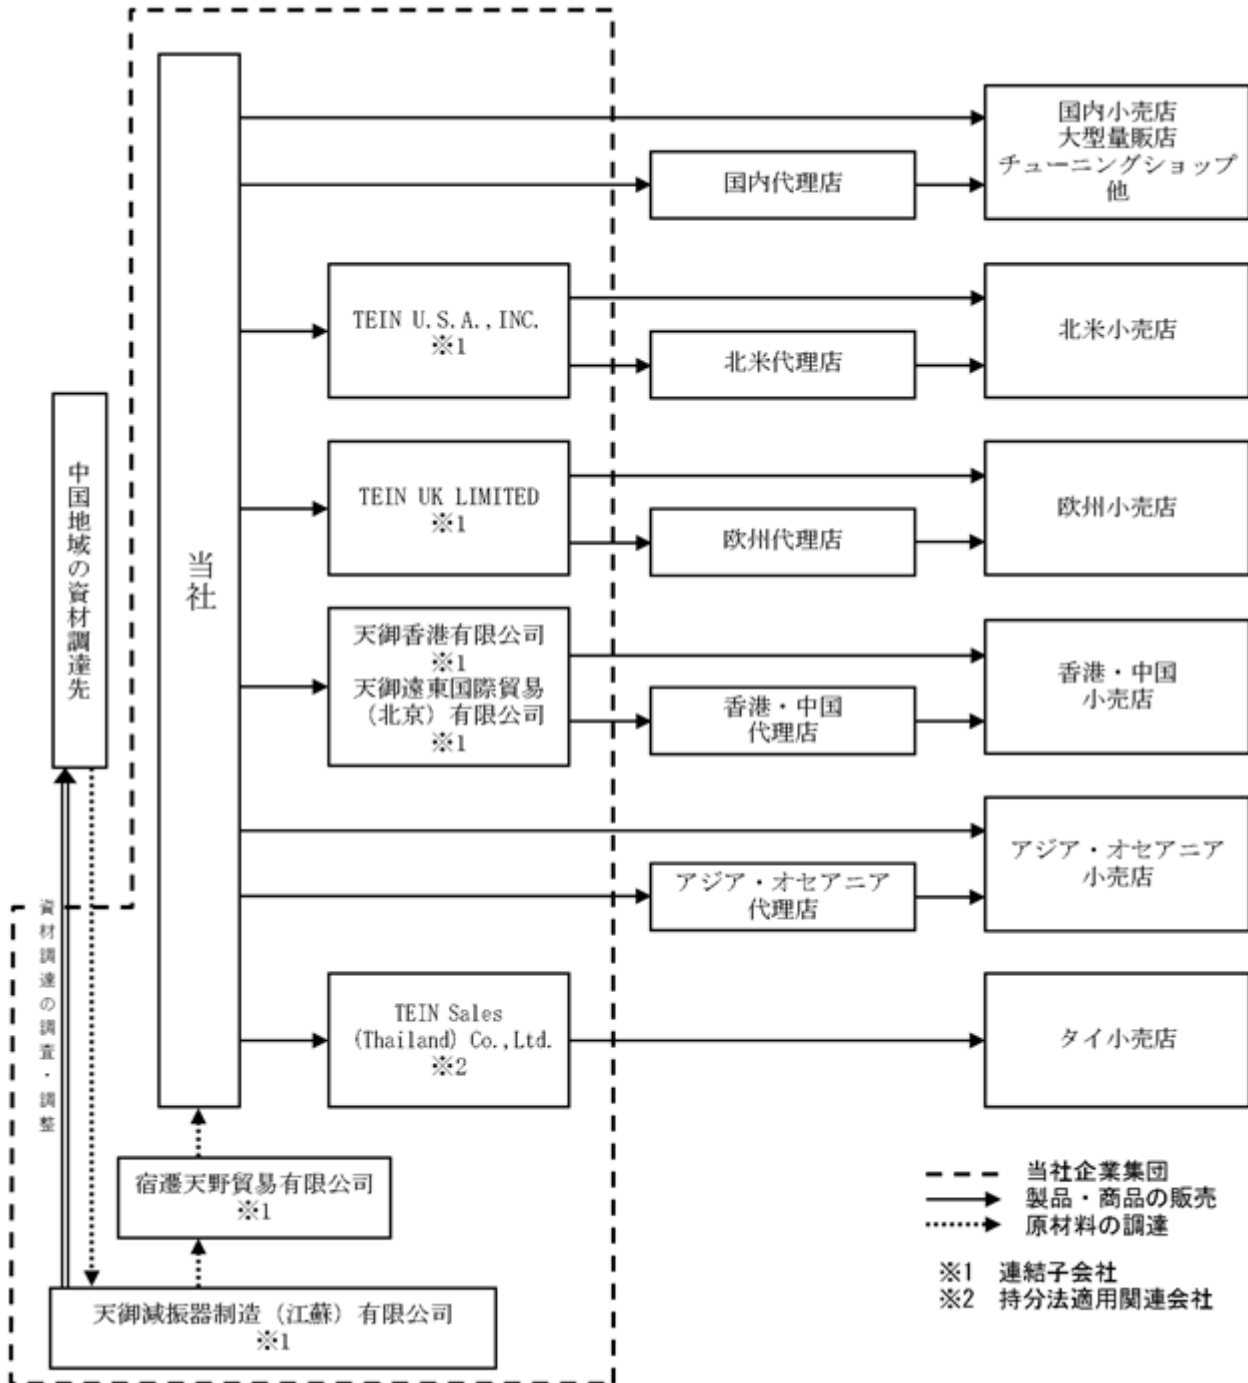 国内小売店
大型量販店
チューニングショップ
他
国内代理店
TEIN U.S.A.,INC.
※1
北米代理店
北米小売店
TEIN UK LIMITED
※1
欧州代理店
欧州小売店
中国地域の資材調達先
当社
天御香港有限公司
※1
天御遠東国際貿易
(北京)有限公司
※1
香港・中国
代理店
香港・中国
小売店
アジア・オセアニア
代理店
アジア・オセアニア
小売店
資材調達の調査・調整
TEIN Sales
(Thailand) Co.,Ltd.
※2
タイ小売店
宿遷天野貿易有限公司
※1
天御減振器制造(江蘇)有限公司
※1
当社企業集団
製品・商品の販売
原材料の調達
※1 連結子会社
※2 持分法適用関連会社